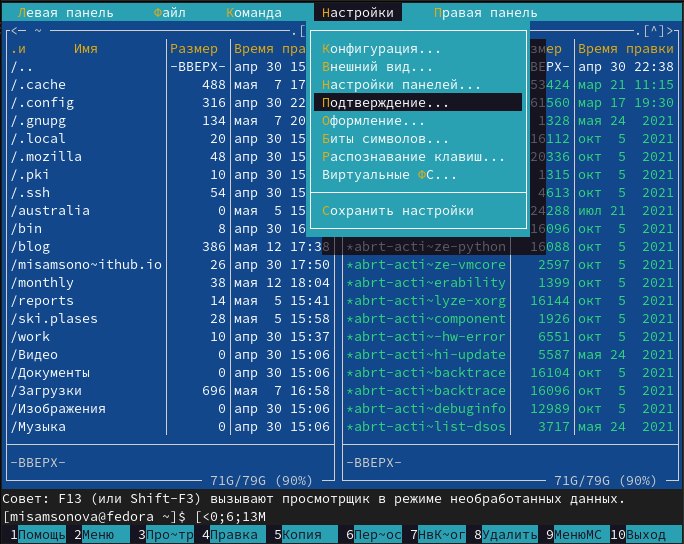 Левая панель Файл Команда Настройки Правая панель
<─ ~ .[ .[^]>
.и Имя Размер Время пра змер Время правки
/.. -ВВЕРХ- апр 30 15 ВЕРХ- апр 30 22:38
/.cache 488 мая 7 17 53424 мар 21 11:15
/.config 316 апр 30 22 61560 мар 17 19:30
/.gnupg 134 мая 7 20 1328 мая 24 2021
/.local 20 апр 30 15 16112 окт 5 2021
/.mozilla 48 апр 30 15 20336 окт 5 2021
/.pki 10 апр 30 15 1315 окт 5 2021
/.ssh 54 апр 30 15 4613 окт 5 2021
/australia 0 мая 5 15 24288 июл 21 2021
/bin 8 апр 30 16 16096 окт 5 2021
/blog 386 мая 12 17:38 *abrt-acti~ze-python 16088 окт 5 2021
/misamsono~ithub.io 26 апр 30 17:50 *abrt-acti~ze-vmcore 2597 окт 5 2021
/monthly 38 мая 12 18:04 *abrt-acti~erability 1399 окт 5 2021
/reports 14 мая 5 15:41 *abrt-acti~lyze-xorg 16144 окт 5 2021
/ski.plases 28 мая 5 15:58 *abrt-acti~component 1926 окт 5 2021
/work 10 апр 30 15:37 *abrt-acti~-hw-error 6551 окт 5 2021
/Видео 0 апр 30 15:06 *abrt-acti~hi-update 5587 мая 24 2021
/Документы 0 апр 30 15:06 *abrt-acti~backtrace 16104 окт 5 2021
/Загрузки 696 мая 7 16:58 *abrt-acti~backtrace 16096 окт 5 2021
/Изображения 0 апр 30 15:06 *abrt-acti~debuginfo 12989 окт 5 2021
/Музыка 0 апр 30 15:06 *abrt-acti~list-dsos 3717 мая 24 2021
Конфигурация...
Внешний вид...
Настройки панелей...
Подтверждение...
Оформление...
Биты символов...
Распознавание клавиш...
Виртуальные ФС...
Сохранить настройки
-ВВЕРХ- -ВВЕРХ-
71G/79G (90%) 71G/79G (90%)
Совет: F13 (или Shift-F3) вызывают просмотрщик в режиме необработанных данных.
[misamsonova@fedora ~]$ [<0;6;13M
1Помощь 2Меню 3Про~тр 4Правка 5Копия 6Пер~ос 7НвК~ог 8Удалить 9МенюMC 10Выход